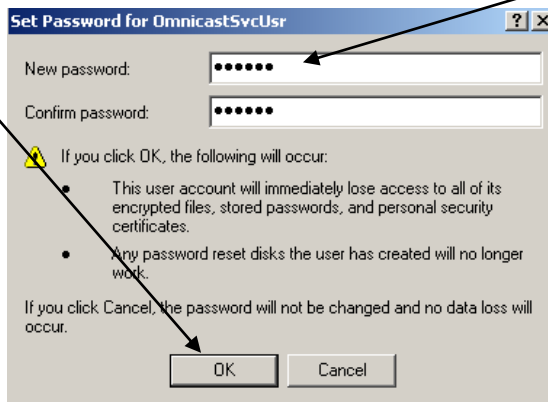 Set Password for OmnicastSvcUsr
New password: ••••••
Confirm password: ••••••
If you click OK, the following will occur:
• This user account will immediately lose access to all of its
encrypted files, stored passwords, and personal security
certificates.
• Any password reset disks the user has created will no longer
work.
If you click Cancel, the password will not be changed and no data loss will
occur.
OK Cancel